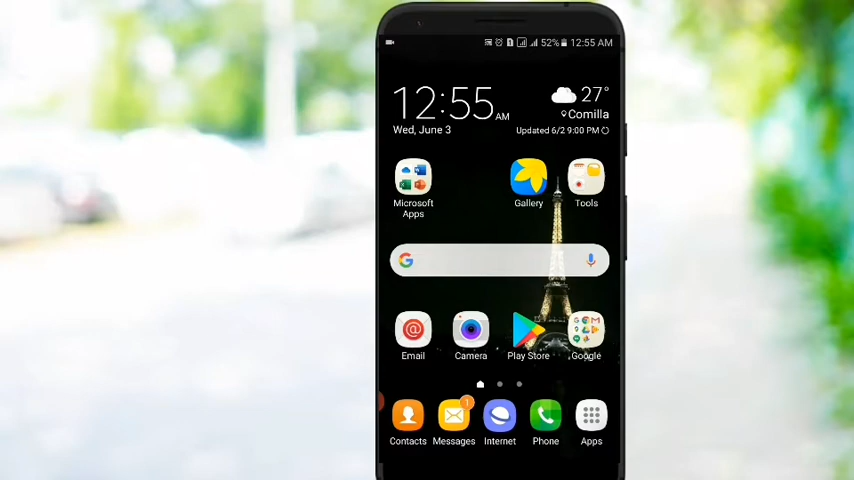 52% 12:55 AM
12:55 AM
27°
Comilla
Wed, June 3
Updated 6/2 9:00 PM
Microsoft Apps
Gallery
Tools
G
Email
Camera
Play Store
Google
1
Contacts
Messages
Internet
Phone
Apps